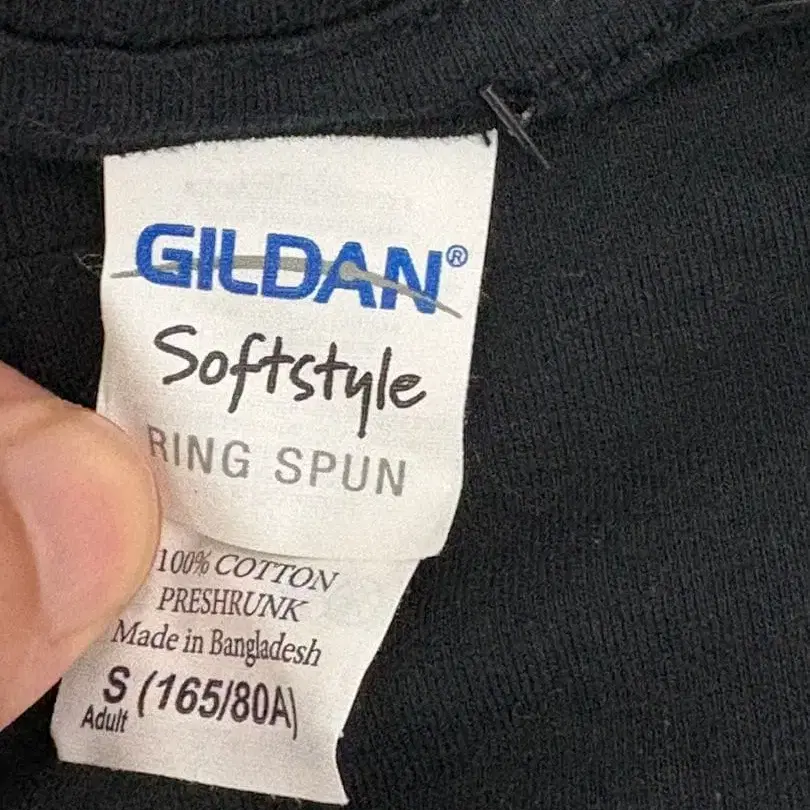 GILDAN®
Softstyle
RING SPUN
100% COTTON
PRESHRUNK
Made in Bangladesh
S (165/80A)
Adult